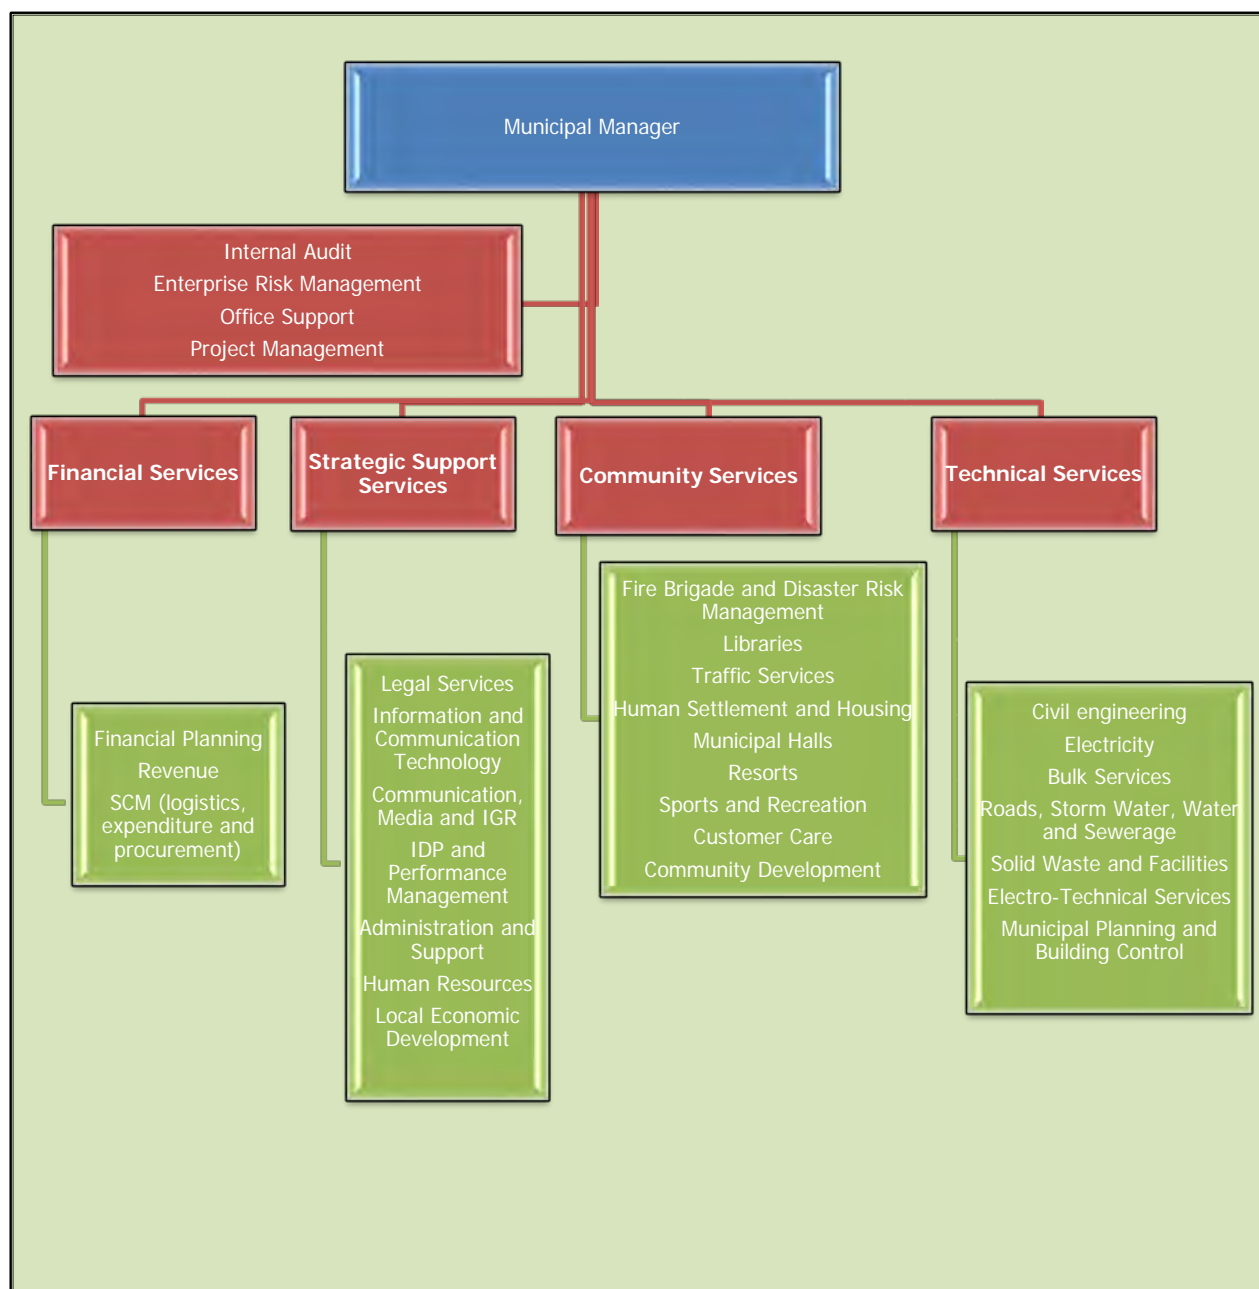 Municipal Manager
Internal Audit
Enterprise Risk Management
Office Support
Project Management
Financial Services
Strategic Support
Services
Community Services
Technical Services
Financial Planning
Revenue
SCM (logistics,
expenditure and
procurement)
Legal Services
Information and
Communication
Technology
Communication,
Media and IGR
IDP and
Performance
Management
Administration and
Support
Human Resources
Local Economic
Development
Fire Brigade and Disaster Risk
Management
Libraries
Traffic Services
Human Settlement and Housing
Municipal Halls
Resorts
Sports and Recreation
Customer Care
Community Development
Civil engineering
Electricity
Bulk Services
Roads, Storm Water, Water
and Sewerage
Solid Waste and Facilities
Electro-Technical Services
Municipal Planning and
Building Control